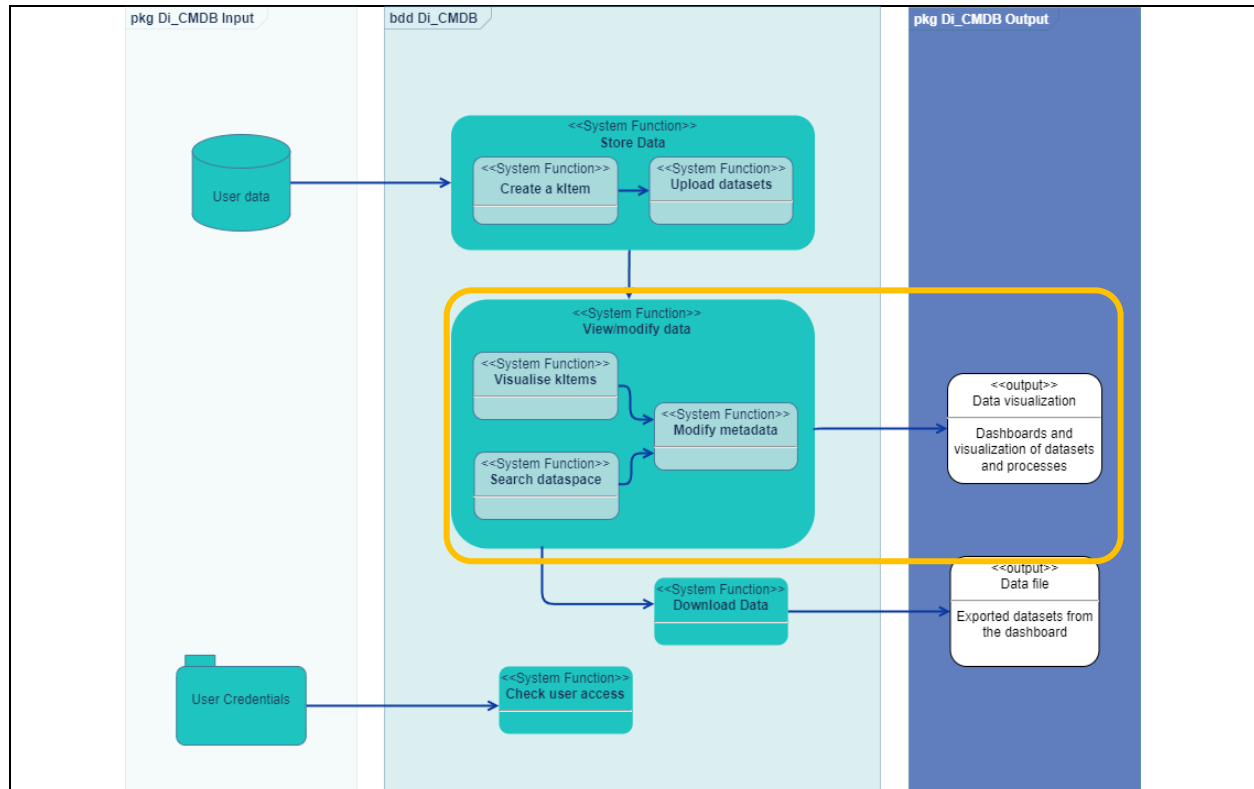 pkg Di_CMDB Input
bdd Di_CMDB
pkg Di_CMDB Output
User data
<<System Function>>
Store Data
<<System Function>>
Create a kItem
<<System Function>>
Upload datasets
<<System Function>>
View/modify data
<<System Function>>
Visualise kItems
<<System Function>>
Search dataspace
<<System Function>>
Modify metadata
<<output>>
Data visualization
Dashboards and
visualization of datasets
and processes
<<System Function>>
Download Data
<<output>>
Data file
Exported datasets from
the dashboard
User Credentials
<<System Function>>
Check user access